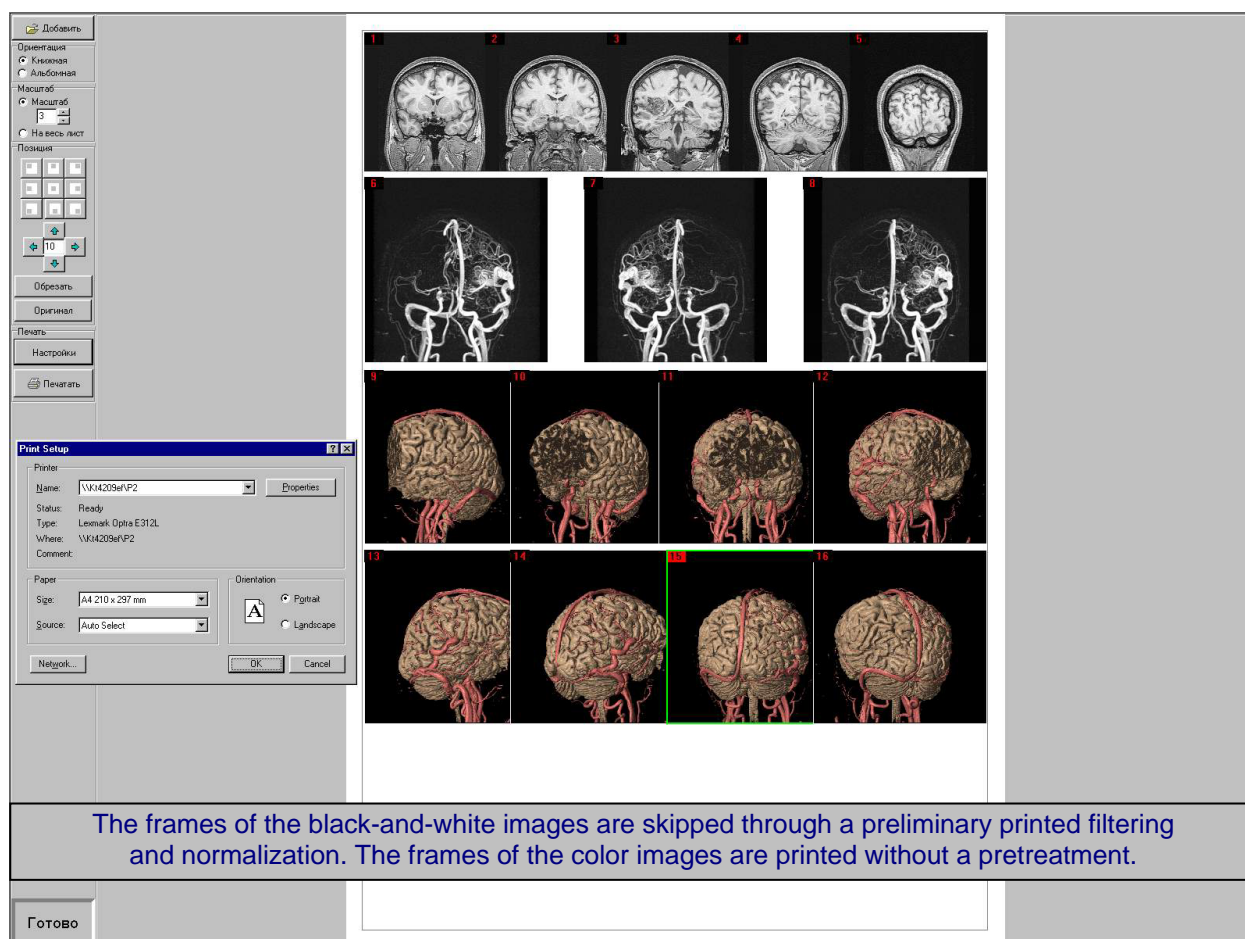 Добавить
Ориентация
Книжная
Альбомная
Масштаб
Масштаб
3
На весь лист
Позиция
10
Обрезать
Оригинал
Печать
Настройки
Печатать
1 2 3 4 5
6 7 8
9 10 11 12
13 14 15 16
Print Setup
Printer
Name: \\Kt4209ef\P2 Properties
Status: Ready
Type: Lexmark Optra E312L
Where: \\Kt4209ef\P2
Comment:
Paper
Size: A4 210 x 297 mm
Source: Auto Select
Orientation
A
Portrait
Landscape
Network... OK Cancel
The frames of the black-and-white images are skipped through a preliminary printed filtering
and normalization. The frames of the color images are printed without a pretreatment.
Готово